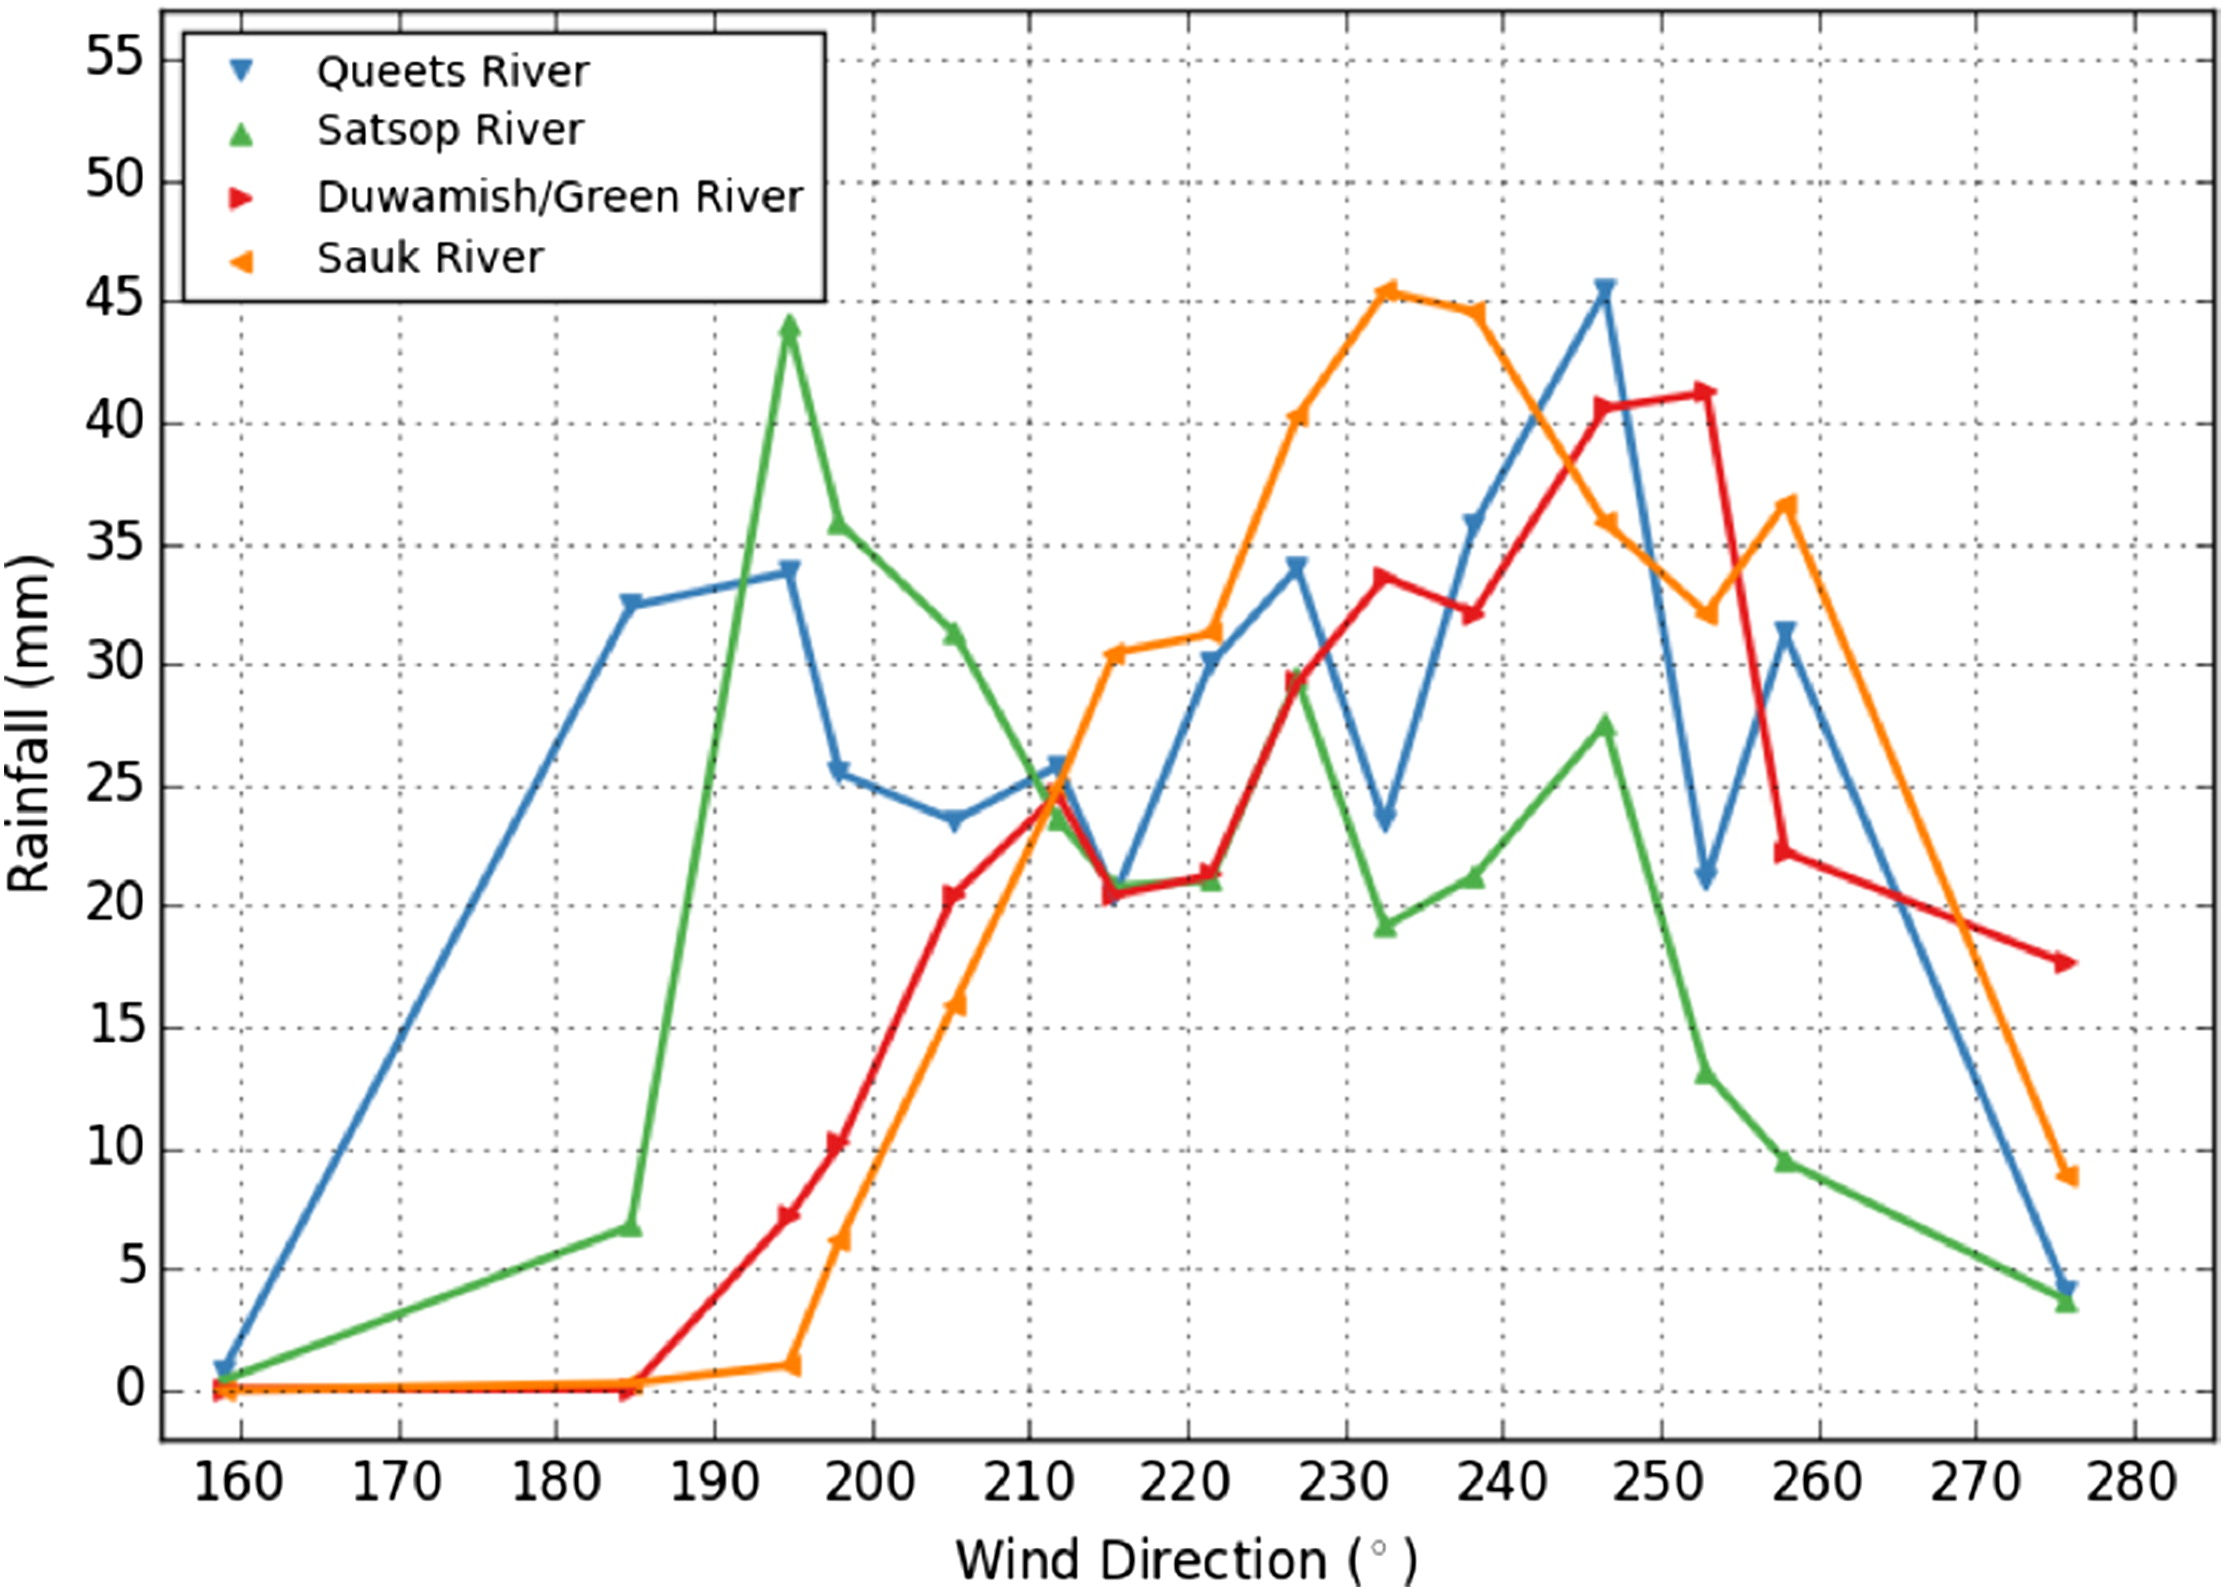 Queets River
Satsop River
Duwamish/Green River
Sauk River
55
50
45
40
35
30
25
20
15
10
5
0
Rainfall (mm)
160 170 180 190 200 210 220 230 240 250 260 270 280
Wind Direction (°)